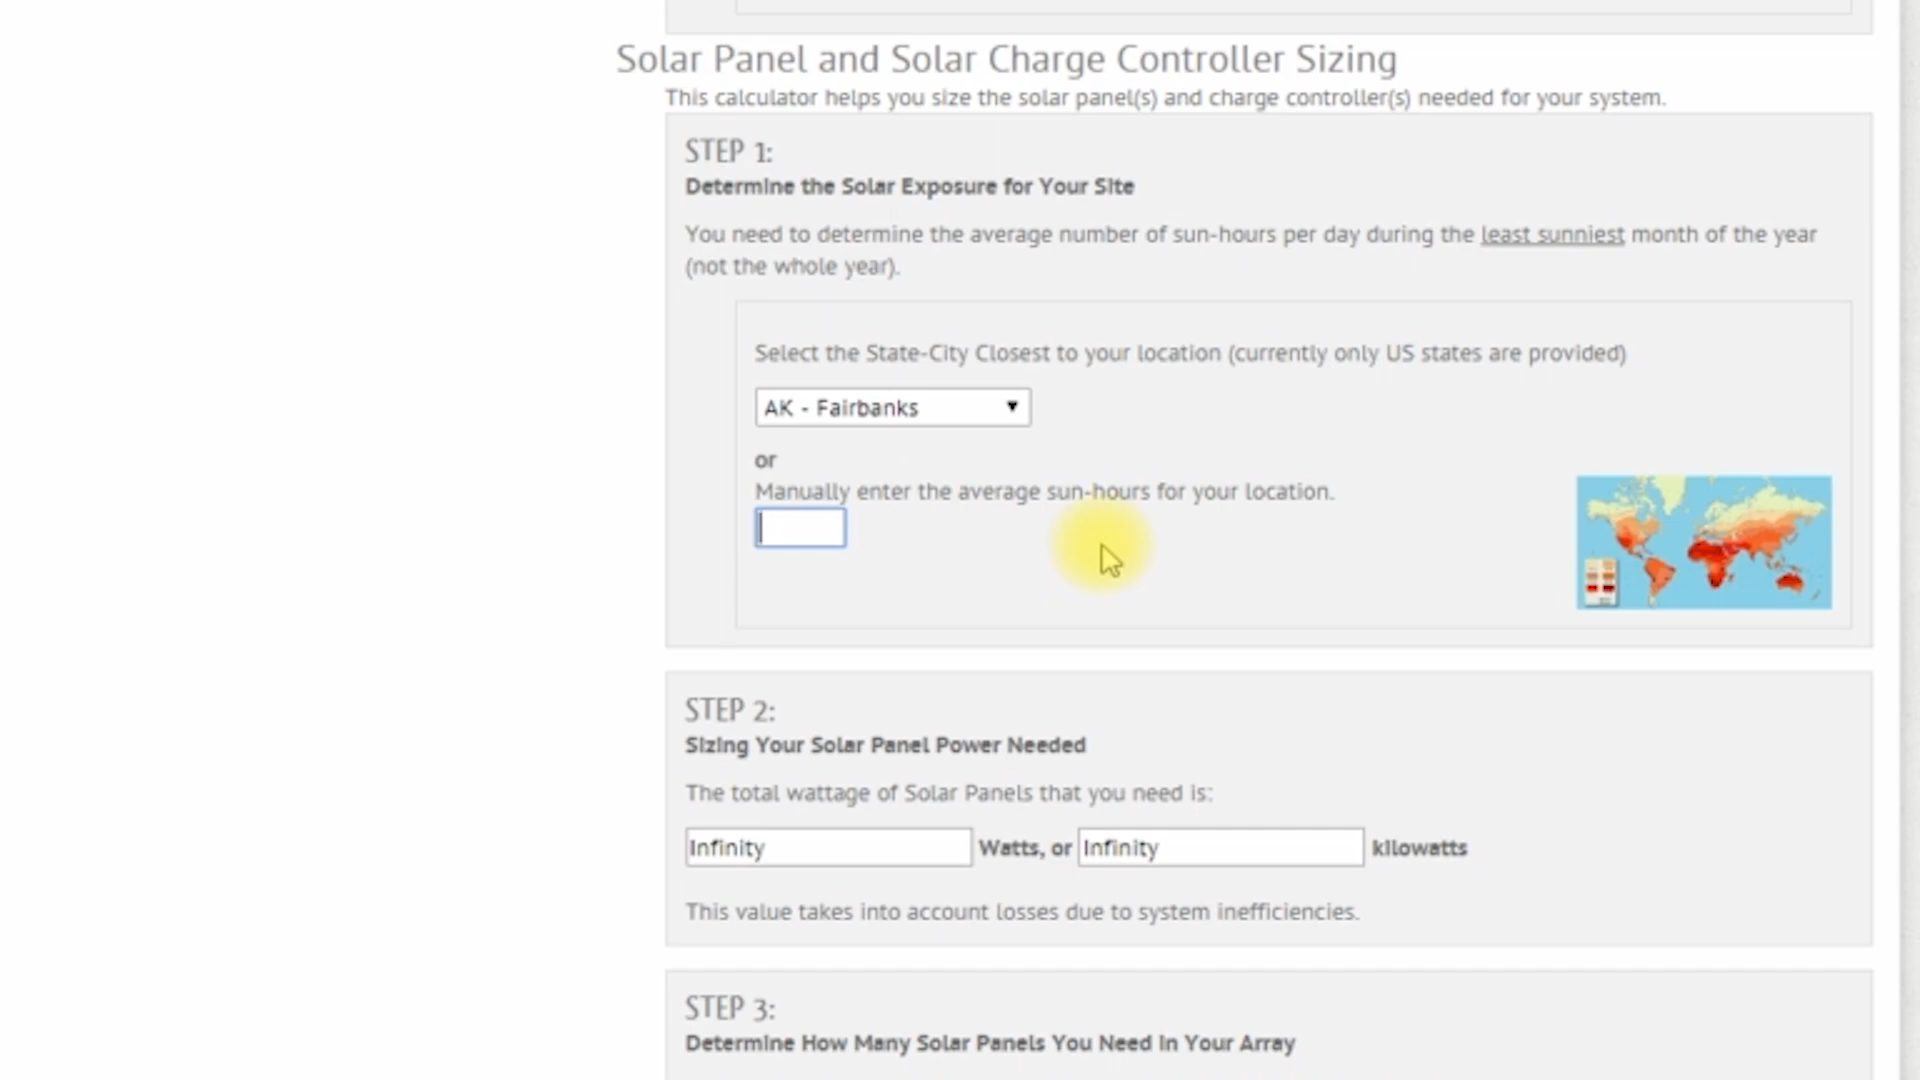 Solar Panel and Solar Charge Controller Sizing
This calculator helps you size the solar panel(s) and charge controller(s) needed for your system.
STEP 1:
Determine the Solar Exposure for Your Site
You need to determine the average number of sun-hours per day during the least sunniest month of the year
(not the whole year).
Select the State-City Closest to your location (currently only US states are provided)
AK - Fairbanks
or
Manually enter the average sun-hours for your location.
STEP 2:
Sizing Your Solar Panel Power Needed
The total wattage of Solar Panels that you need is:
Infinity Watts, or Infinity kilowatts
This value takes into account losses due to system inefficiencies.
STEP 3:
Determine How Many Solar Panels You Need in Your Array